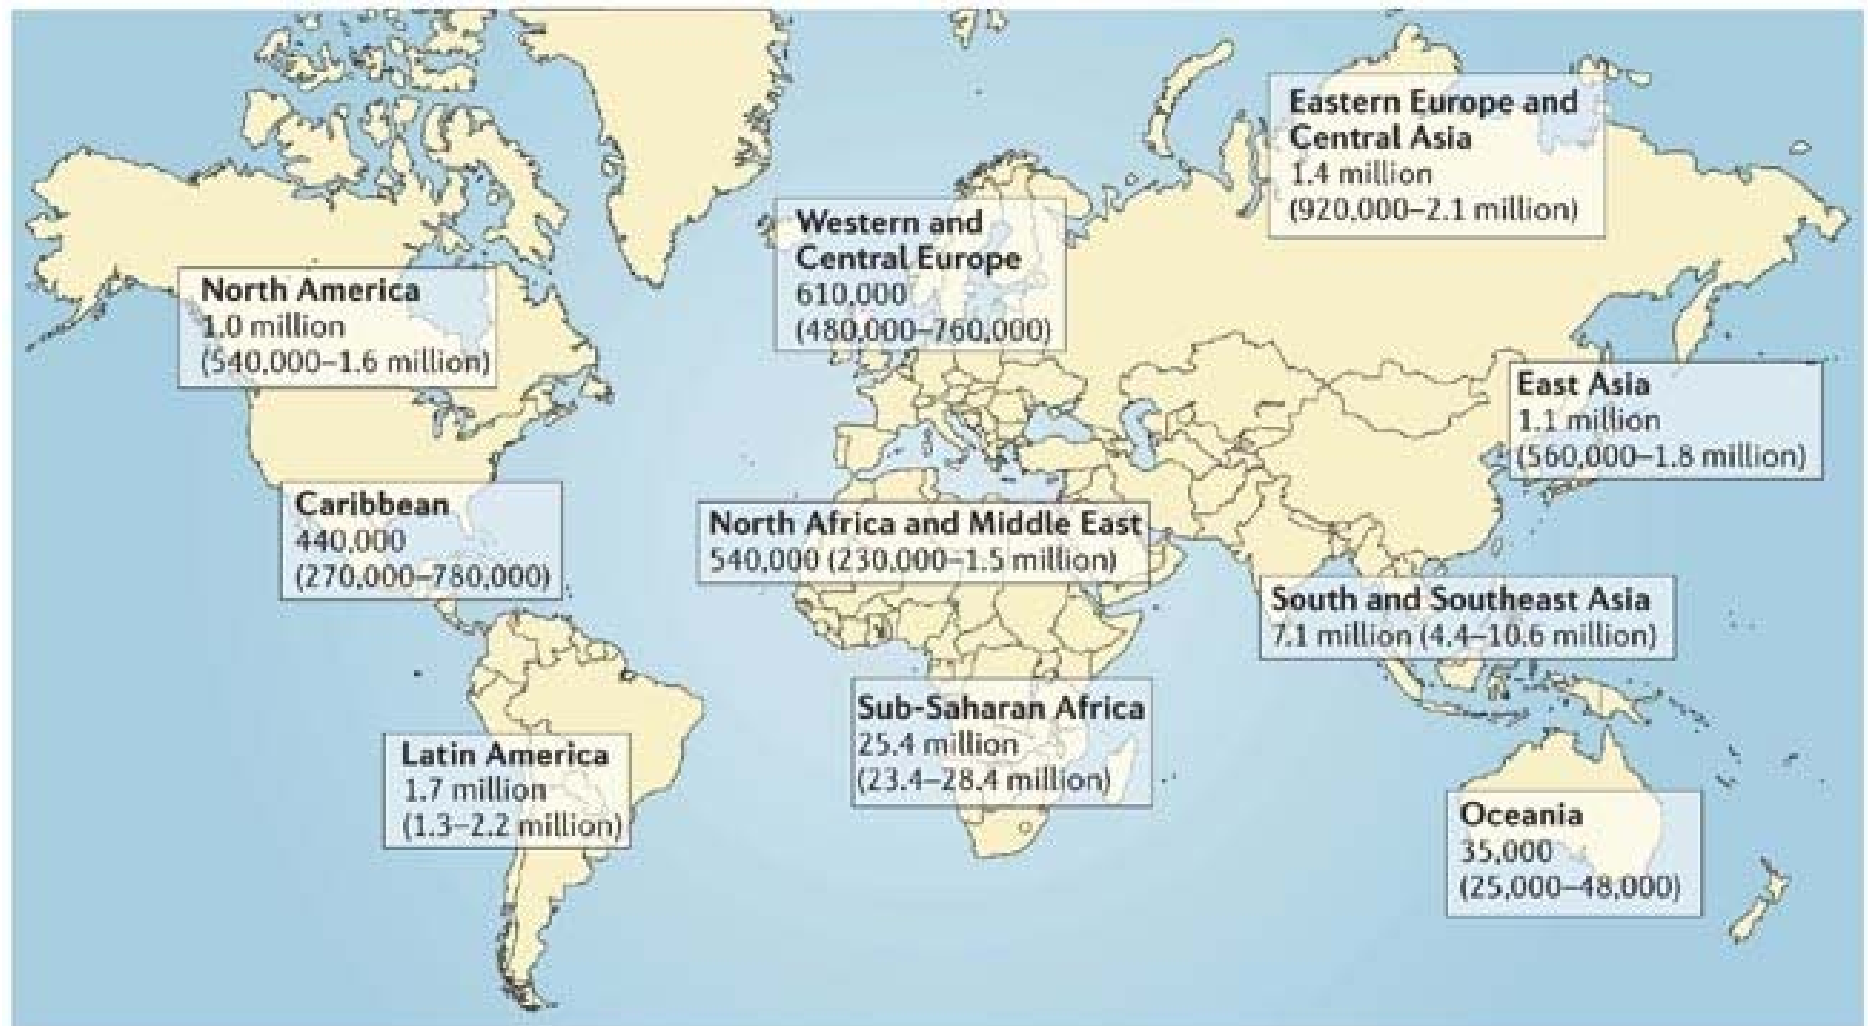 Eastern Europe and
Central Asia
1.4 million
(920,000–2.1 million)
Western and
Central Europe
610,000
(480,000–760,000)
North America
1.0 million
(540,000–1.6 million)
East Asia
1.1 million
(560,000–1.8 million)
Caribbean
440,000
(270,000–780,000)
North Africa and Middle East
540,000 (230,000–1.5 million)
South and Southeast Asia
7.1 million (4.4–10.6 million)
Sub-Saharan Africa
25.4 million
(23.4–28.4 million)
Latin America
1.7 million
(1.3–2.2 million)
Oceania
35,000
(25,000–48,000)